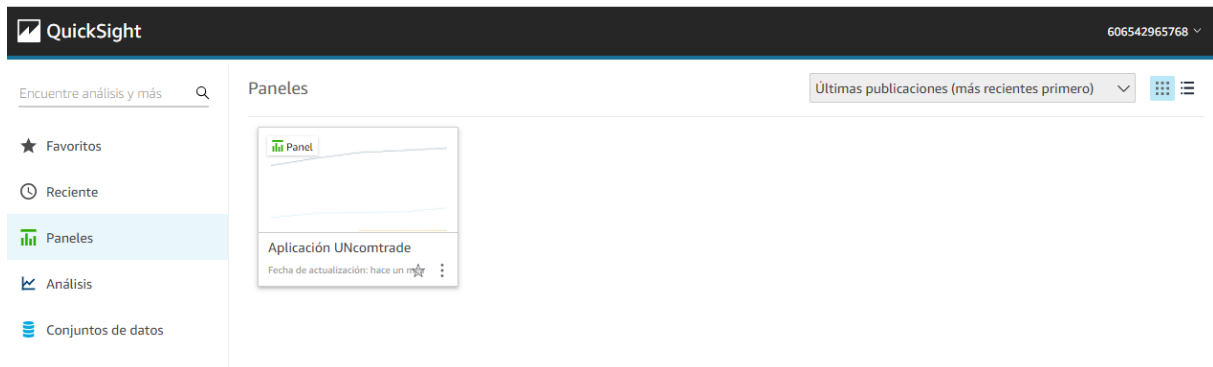 QuickSight
606542965768
Encuentre análisis y más
Favoritos
Reciente
Paneles
Análisis
Conjuntos de datos
Paneles
Últimas publicaciones (más recientes primero)
Panel
Aplicación UNcomtrade
Fecha de actualización: hace un